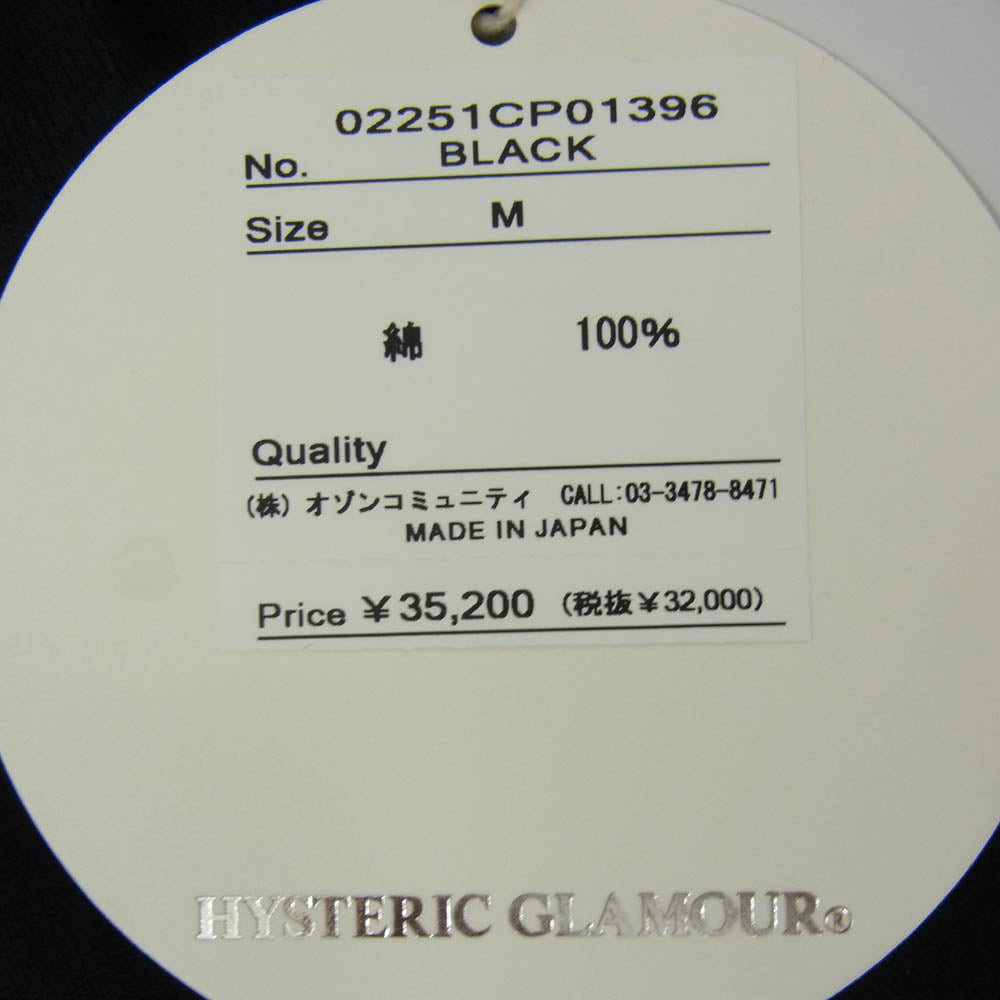 02251CP01396
No. BLACK
Size M
綿 100%
Quality
(株) オゾンコミュニティ CALL:03-3478-8471
MADE IN JAPAN
Price ¥35,200 (税抜¥32,000)
HYSTERIC GLAMOUR®